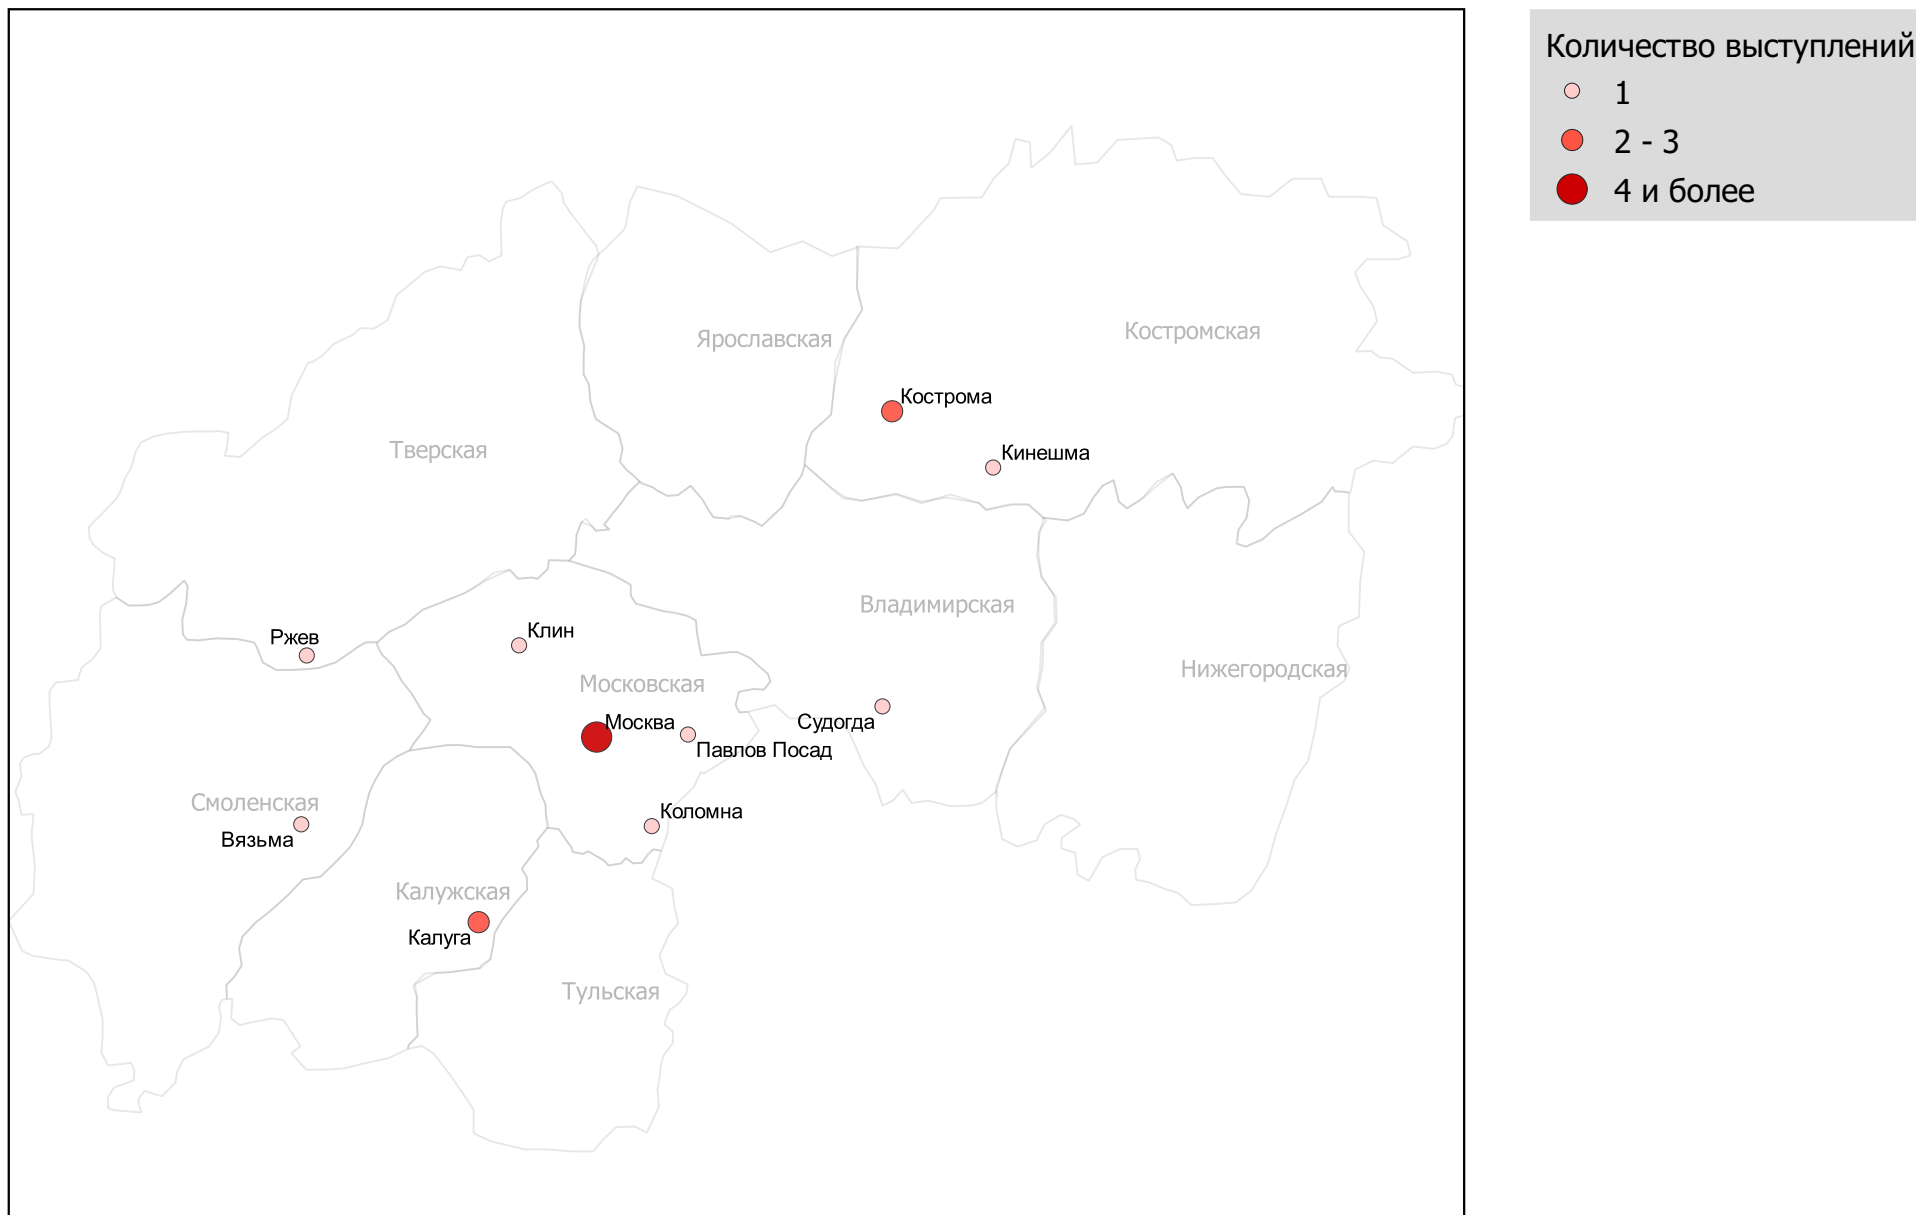 Количество выступлений
1
2 - 3
4 и более
Ярославская
Костромская
Кострома
Тверская
Кинешма
Владимирская
Ржев
Клин
Нижегородская
Московская
Москва
Судогда
Павлов Посад
Смоленская
Коломна
Вязьма
Калужская
Калуга
Тульская